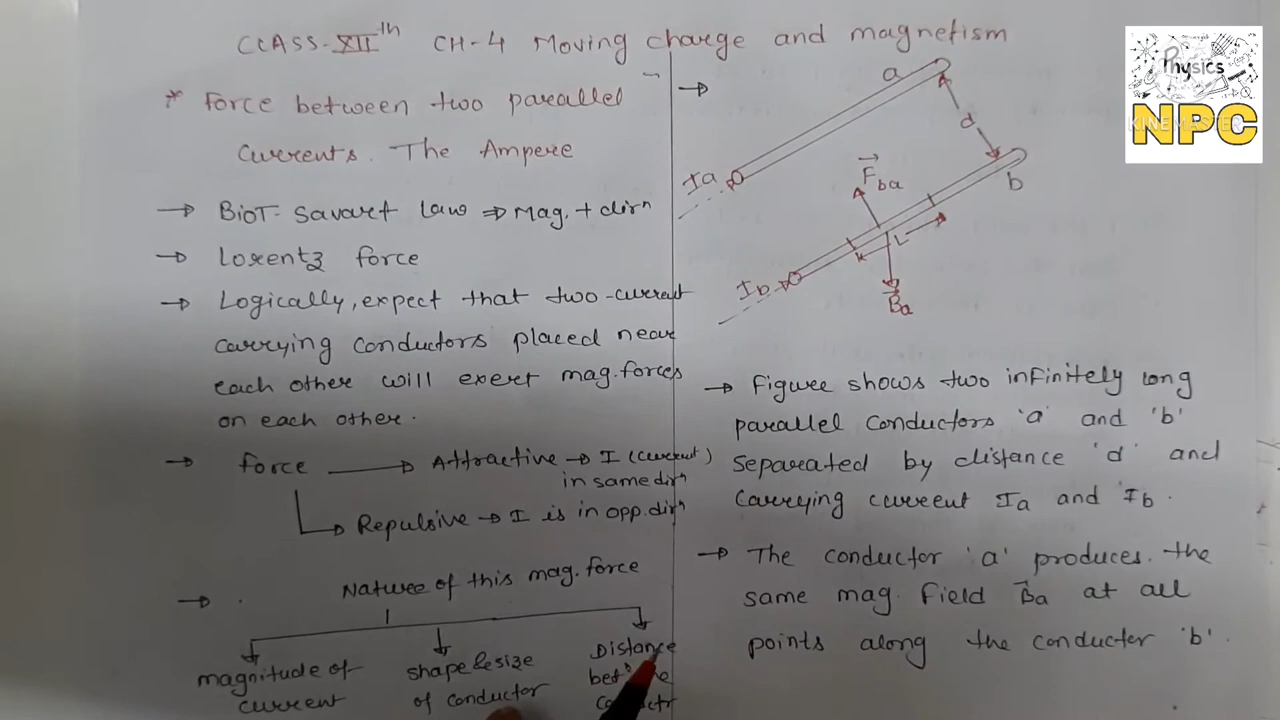 CLASS-XIIth CH-4 Moving charge and magnetism
* Force between two parallel
currents. The Ampere
→ BIOT-Savart law ⇒ Mag. + dirn
→ Lorentz force
→ Logically, expect that two-current
carrying conductors placed near
each other will exert mag. forces
on each other.
→ force → Attractive → I (current)
in same dirn
→ Repulsive → I is in opp. dirn
→ Nature of this mag. force
magnitude of
current
shape & size
of conductor
Distance
→ a
d
Ia
Fba
b
L
Ib
Ba
→ Figure shows two infinitely long
parallel conductors 'a' and 'b'
separated by distance 'd' and
carrying current Ia and Ib.
→ The conductor 'a' produces the
same mag. field Ba at all
points along the conducter 'b'.
Physics
NPC
KINEMASTER